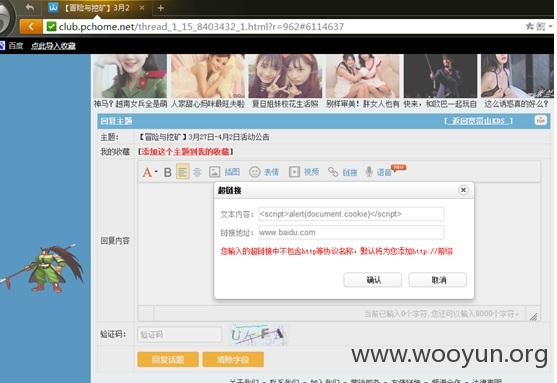 【冒险与挖矿】3月2
club.pchome.net/thread_1_15_8403432_1.html?r=962#6114637
百度 点此导入收藏
神马？越南女兵全是萌 人家甜心妈咪最旺夫啦 夏日姐妹校花生活照 别样审美！胖女人也有 快来，和吃巴一起玩自 这么诱惑真的好么？
回复主题 TOP
主题： 【冒险与挖矿】3月27日-4月2日活动公告
我的收藏 [添加这个主题到我的收藏]
A B 插图 表情 视频 链接 语音 NEW
超链接
文本内容: <script>alert(document.cookie)</script>
链接地址: www.baidu.com
您输入的超链接中不包含http等协议名称，默认将为您添加http://前缀
确认 取消
回复内容
当前已输入0个字符,您还可以输入8000个字符。
验证码: 验证码 U F A
回复话题 清除字段
www.wooyun.org